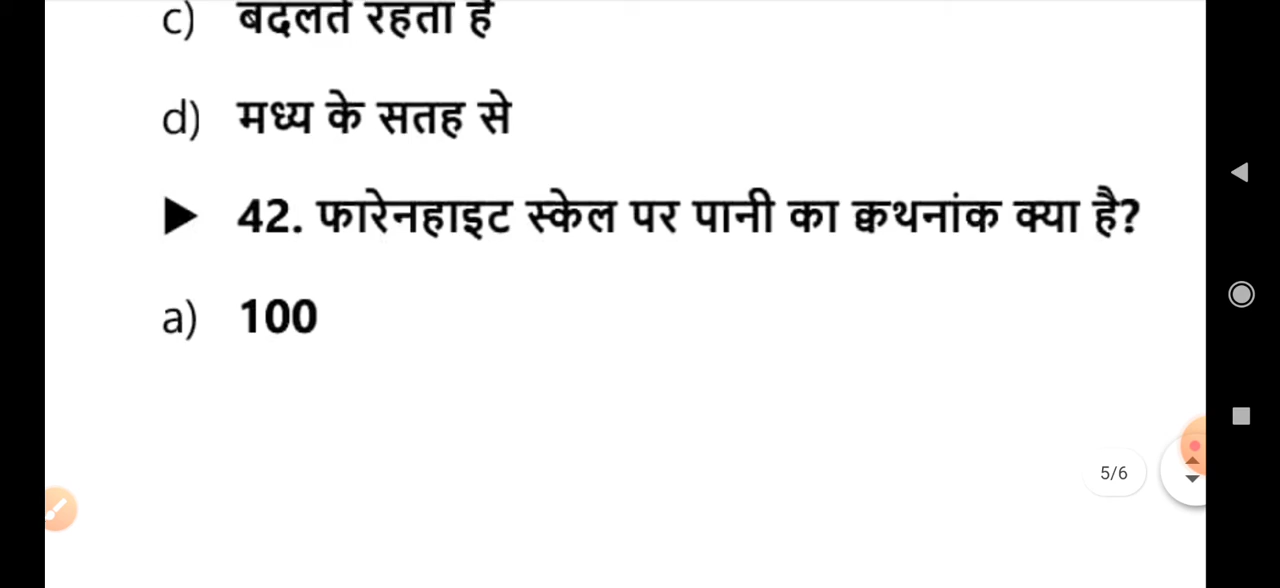 c) बदलते रहता है
d) मध्य के सतह से
▶ 42. फारेनहाइट स्केल पर पानी का क्वथनांक क्या है?
a) 100
5/6